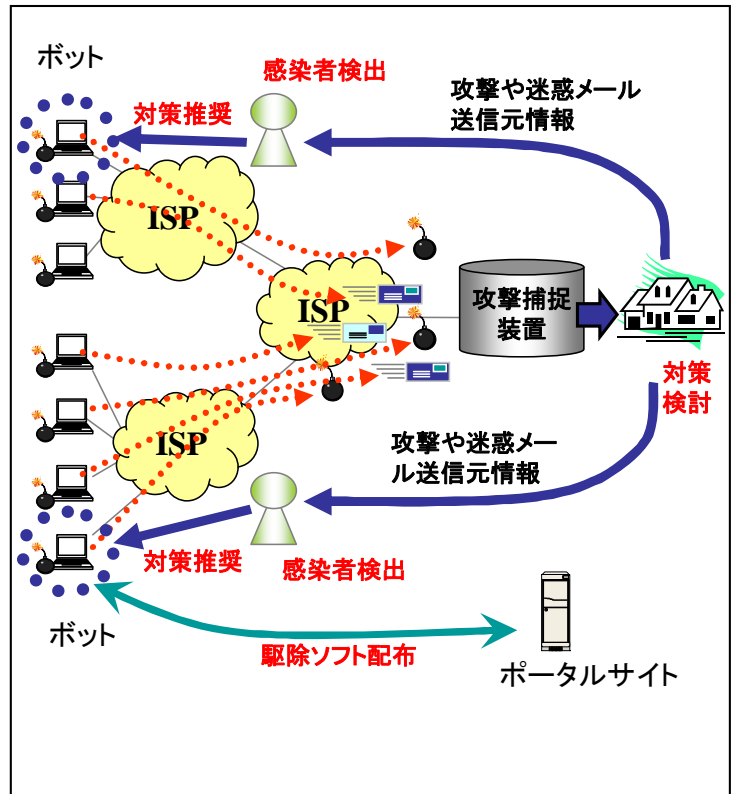 ボット
感染者検出
対策推奨
攻撃や迷惑メール
送信元情報
ISP
ISP
攻撃捕捉
装置
対策
検討
ISP
攻撃や迷惑メー
ル送信元情報
対策推奨
感染者検出
ボット
駆除ソフト配布
ポータルサイト